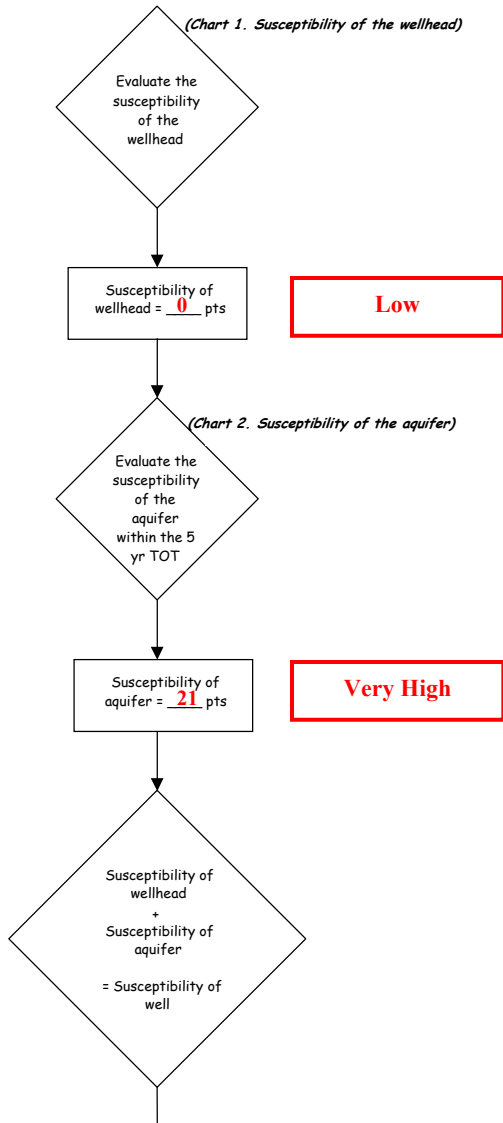 (Chart 1. Susceptibility of the wellhead)
Evaluate the
susceptibility
of the
wellhead
Susceptibility of
wellhead = 0 pts
Low
(Chart 2. Susceptibility of the aquifer)
Evaluate the
susceptibility
of the
aquifer
within the 5
yr TOT
Susceptibility of
aquifer = 21 pts
Very High
Susceptibility of
wellhead
+
Susceptibility of
aquifer
= Susceptibility of
well